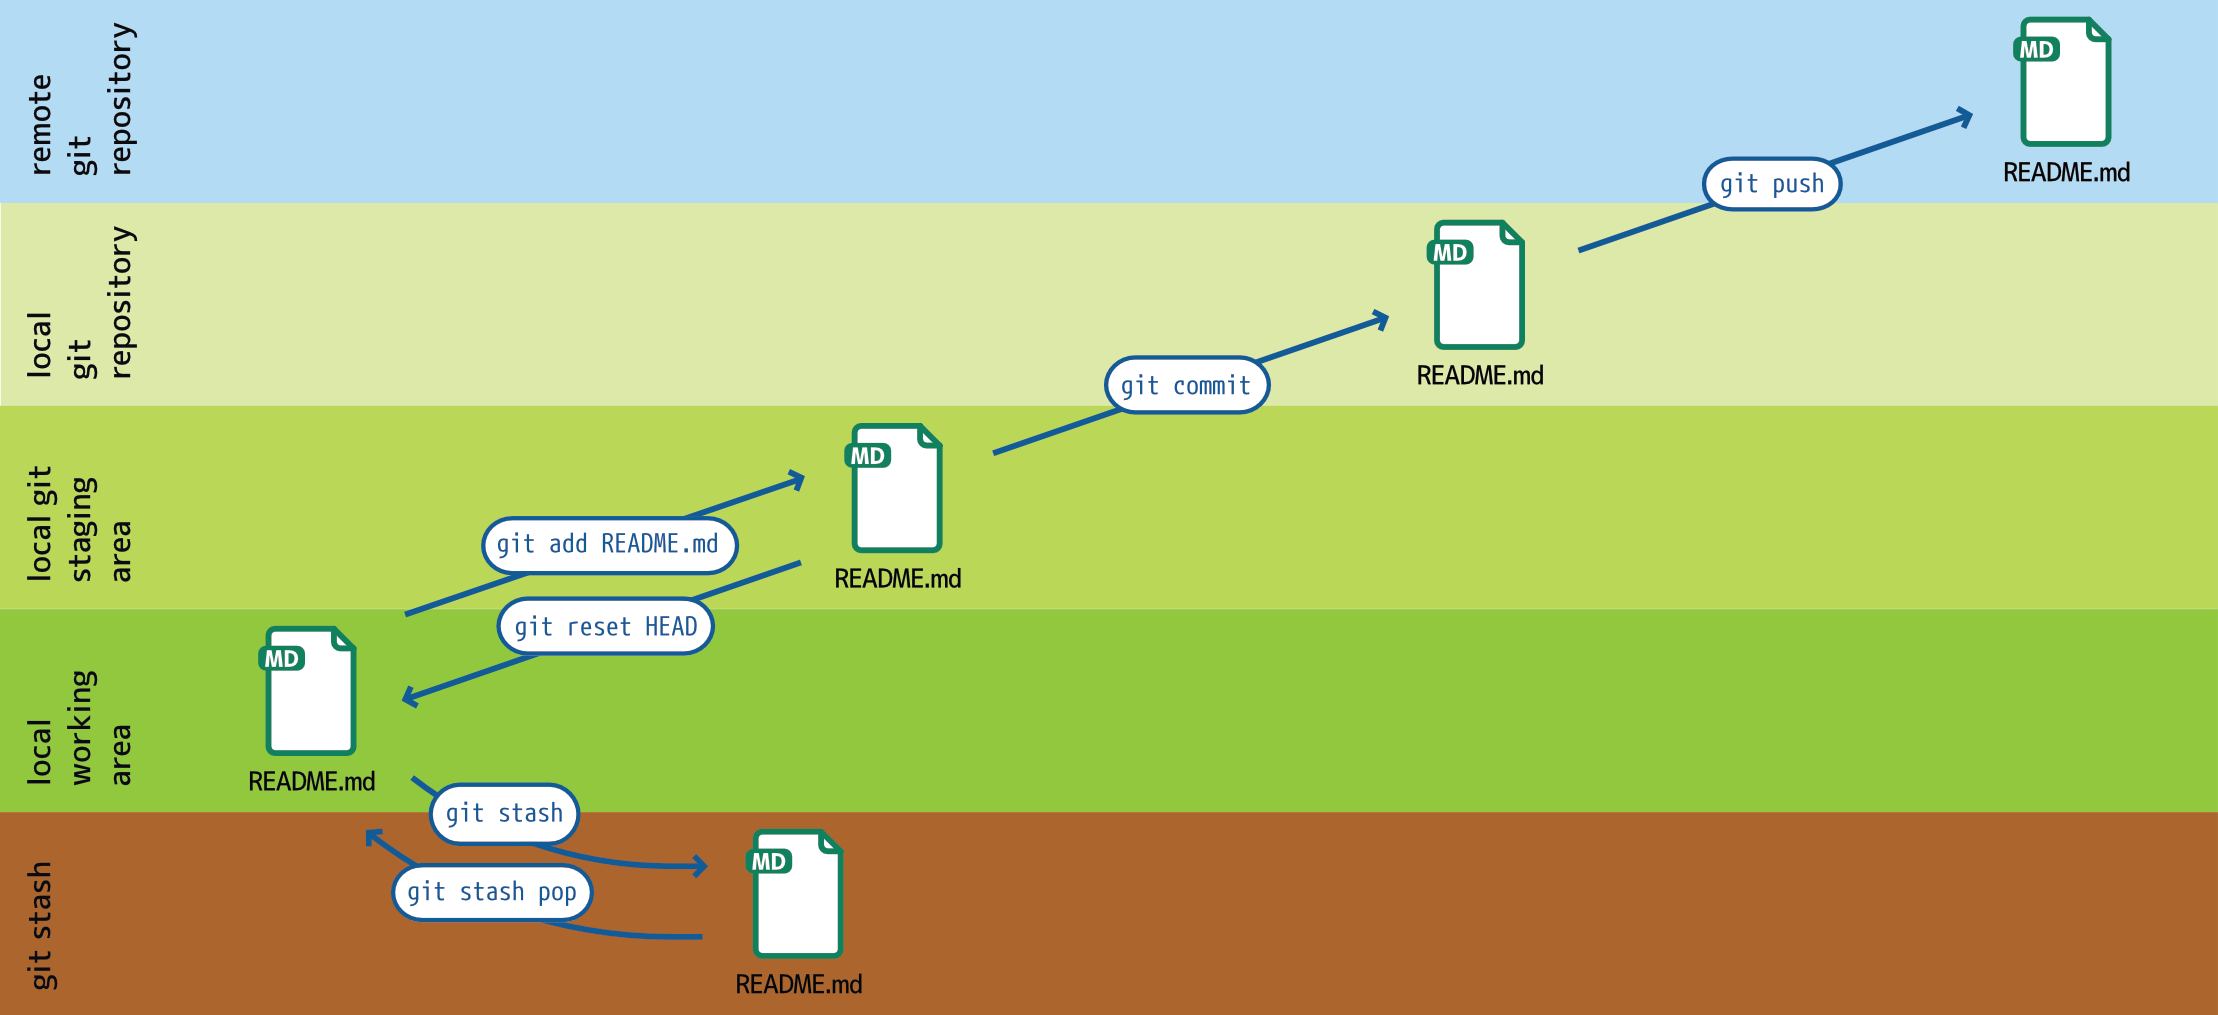 remote
git
repository
MD
README.md
git push
local
git
repository
MD
README.md
git commit
local git
staging
area
MD
README.md
git add README.md
git reset HEAD
local
working
area
MD
README.md
git stash
git stash pop
git stash
MD
README.md